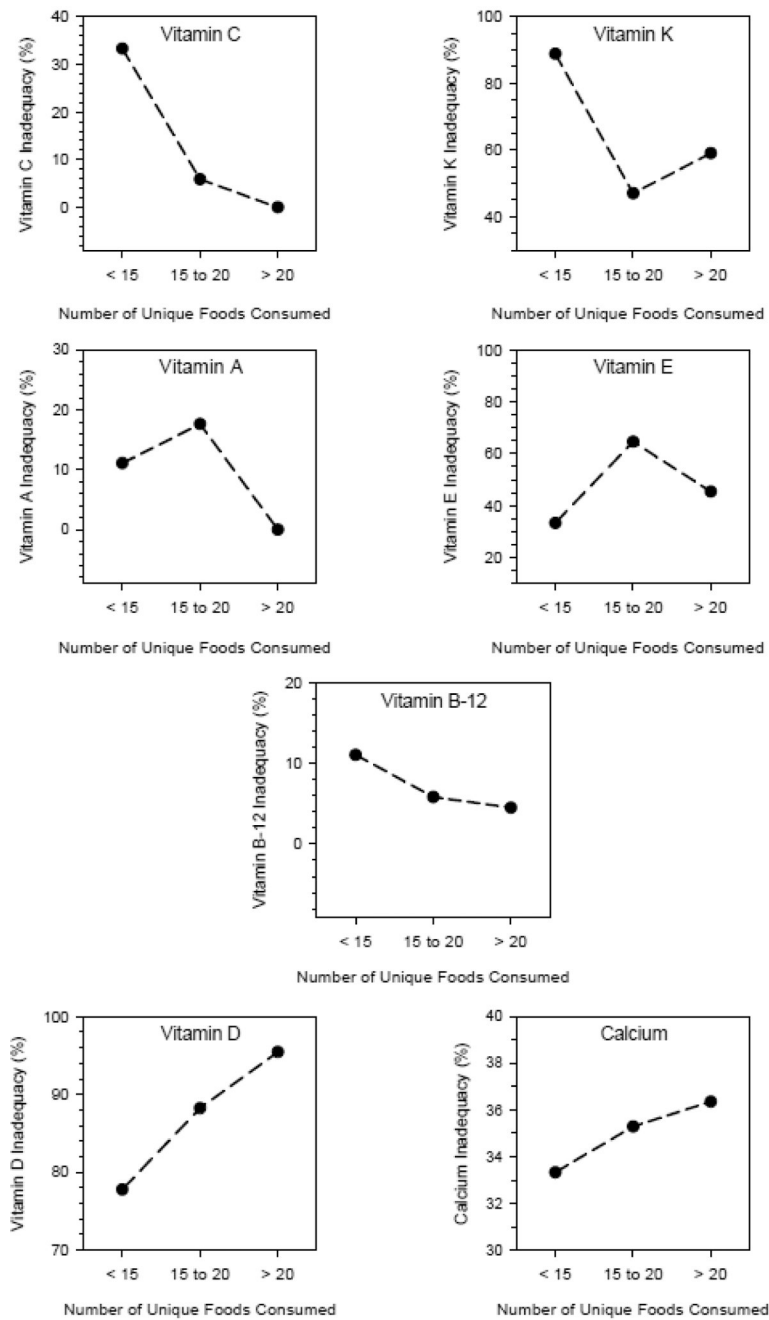 Vitamin C
Vitamin C Inadequacy (%)
40
30
20
10
0
< 15
15 to 20
> 20
Number of Unique Foods Consumed
Vitamin K
Vitamin K Inadequacy (%)
100
80
60
40
< 15
15 to 20
> 20
Number of Unique Foods Consumed
Vitamin A
Vitamin A Inadequacy (%)
30
20
10
0
< 15
15 to 20
> 20
Number of Unique Foods Consumed
Vitamin E
Vitamin E Inadequacy (%)
100
80
60
40
20
< 15
15 to 20
> 20
Number of Unique Foods Consumed
Vitamin B-12
Vitamin B-12 Inadequacy (%)
20
10
0
< 15
15 to 20
> 20
Number of Unique Foods Consumed
Vitamin D
Vitamin D Inadequacy (%)
100
90
80
70
< 15
15 to 20
> 20
Number of Unique Foods Consumed
Calcium
Calcium Inadequacy (%)
40
38
36
34
32
30
< 15
15 to 20
> 20
Number of Unique Foods Consumed